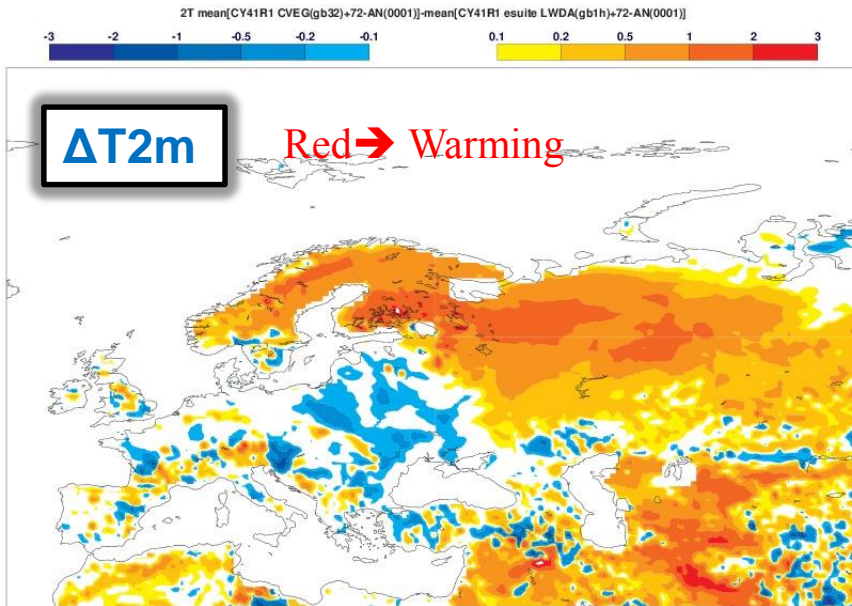 2T mean[CY41R1 CVEG(gb32)+72-AN(0001)]-mean[CY41R1 esuite LWDA(gb1h)+72-AN(0001)]
-3 -2 -1 -0.5 -0.2 -0.1 0.1 0.2 0.5 1 2 3
ΔT2m
Red➔ Warming